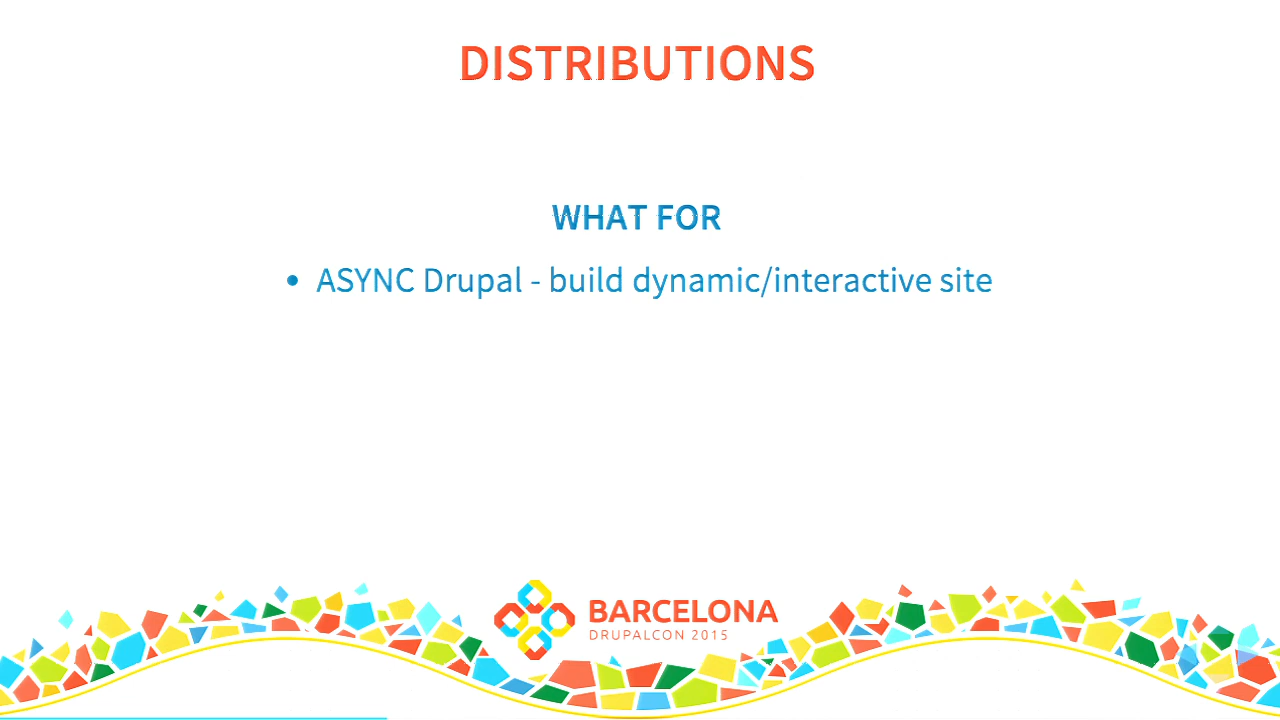 DISTRIBUTIONS
WHAT FOR
• ASYNC Drupal - build dynamic/interactive site
BARCELONA
DRUPALCON 2015